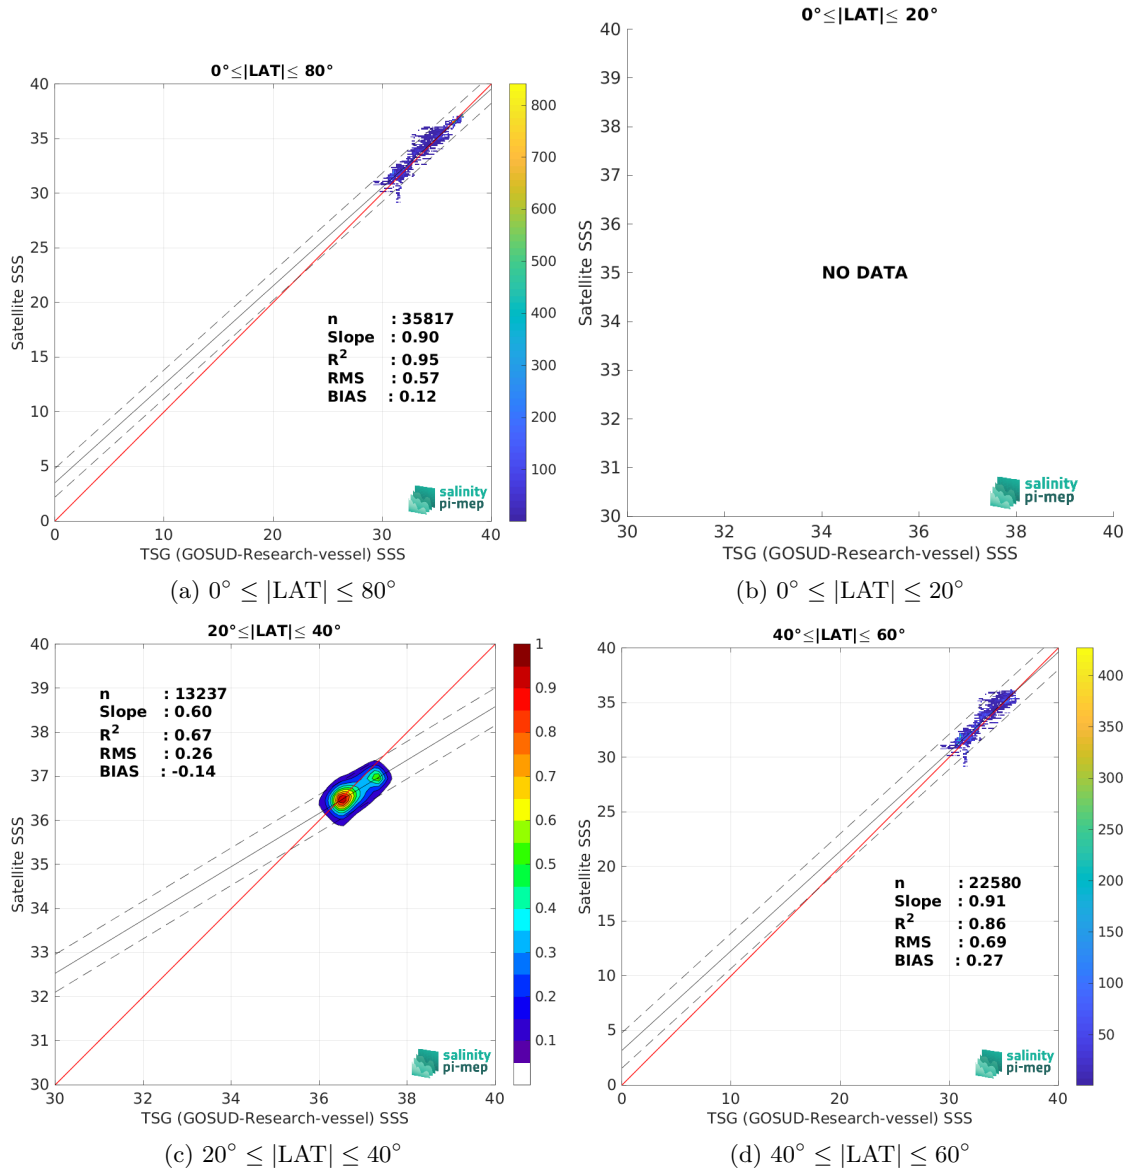 0°≤|LAT|≤ 80°
40
35
30
25
20
15
10
5
0
Satellite SSS
n : 35817
Slope : 0.90
R² : 0.95
RMS : 0.57
BIAS : 0.12
salinity
pi-mep
0 10 20 30 40
TSG (GOSUD-Research-vessel) SSS
800
700
600
500
400
300
200
100
(a) 0° ≤ |LAT| ≤ 80°
0°≤|LAT|≤ 20°
40
39
38
37
36
35
34
33
32
31
30
Satellite SSS
NO DATA
salinity
pi-mep
30 32 34 36 38 40
TSG (GOSUD-Research-vessel) SSS
(b) 0° ≤ |LAT| ≤ 20°
20°≤|LAT|≤ 40°
40
39
38
37
36
35
34
33
32
31
30
Satellite SSS
n : 13237
Slope : 0.60
R² : 0.67
RMS : 0.26
BIAS : -0.14
salinity
pi-mep
30 32 34 36 38 40
TSG (GOSUD-Research-vessel) SSS
1
0.9
0.8
0.7
0.6
0.5
0.4
0.3
0.2
0.1
(c) 20° ≤ |LAT| ≤ 40°
40°≤|LAT|≤ 60°
40
35
30
25
20
15
10
5
0
Satellite SSS
n : 22580
Slope : 0.91
R² : 0.86
RMS : 0.69
BIAS : 0.27
salinity
pi-mep
0 10 20 30 40
TSG (GOSUD-Research-vessel) SSS
400
350
300
250
200
150
100
50
(d) 40° ≤ |LAT| ≤ 60°